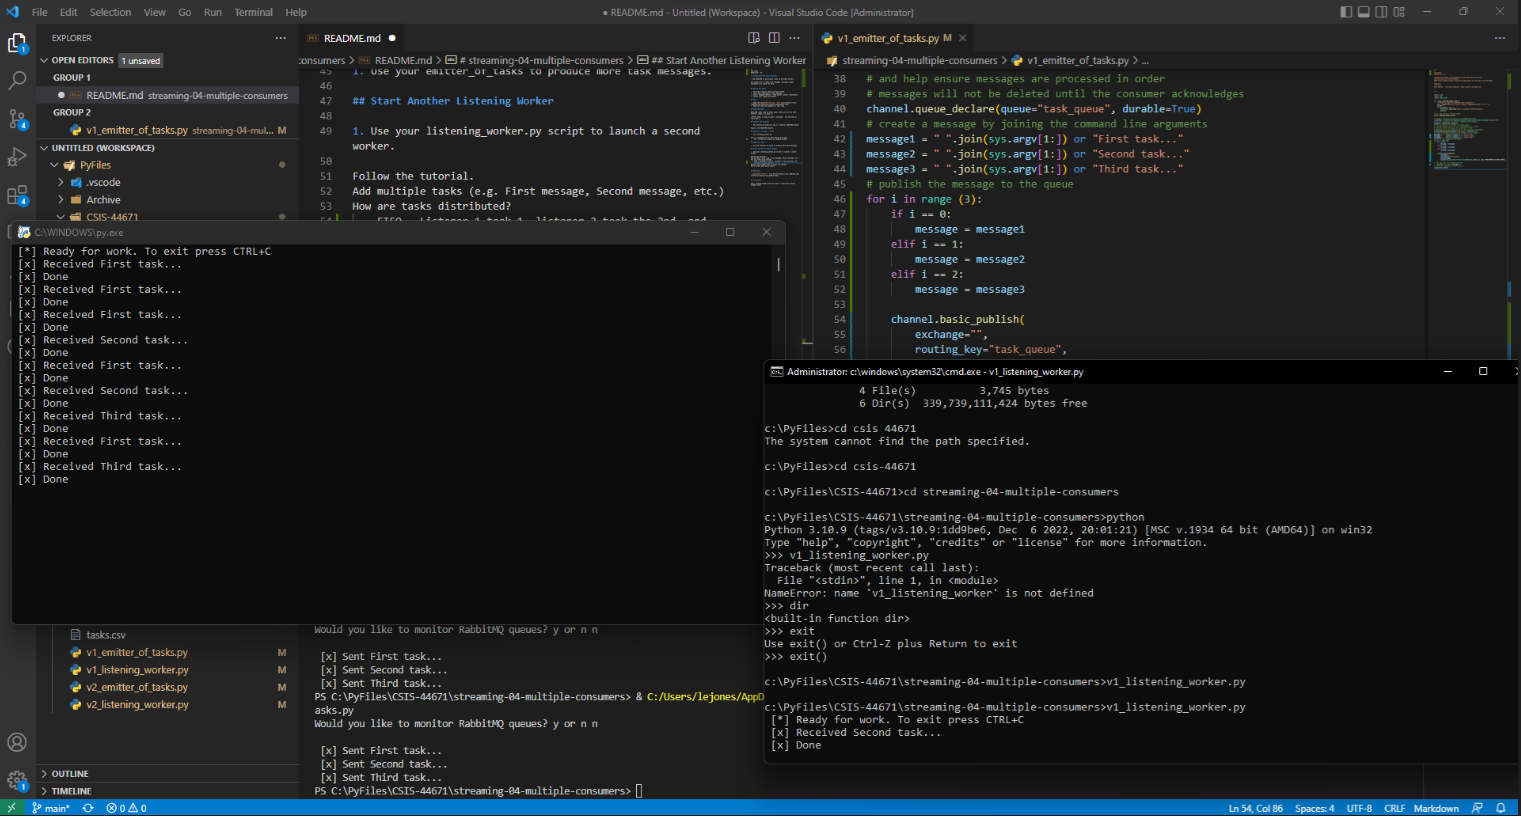 File Edit Selection View Go Run Terminal Help
● README.md - Untitled (Workspace) - Visual Studio Code [Administrator]
EXPLORER
OPEN EDITORS 1 unsaved
GROUP 1
README.md streaming-04-multiple-consumers
GROUP 2
v1_emitter_of_tasks.py streaming-04-mul... M
UNTITLED (WORKSPACE)
PyFiles
.vscode
Archive
CSIS-44671
tasks.csv
v1_emitter_of_tasks.py M
v1_listening_worker.py M
v2_emitter_of_tasks.py M
v2_listening_worker.py M
OUTLINE
TIMELINE
README.md ●
consumers > README.md > # streaming-04-multiple-consumers > ## Start Another Listening Worker
45 1. Use your emitter_of_tasks to produce more task messages.
46
47 ## Start Another Listening Worker
48
49 1. Use your listening_worker.py script to launch a second
worker.
50
51 Follow the tutorial.
52 Add multiple tasks (e.g. First message, Second message, etc.)
53 How are tasks distributed?
v1_emitter_of_tasks.py M
streaming-04-multiple-consumers > v1_emitter_of_tasks.py > ...
38 # and help ensure messages are processed in order
39 # messages will not be deleted until the consumer acknowledges
40 channel.queue_declare(queue="task_queue", durable=True)
41 # create a message by joining the command line arguments
42 message1 = " ".join(sys.argv[1:]) or "First task..."
43 message2 = " ".join(sys.argv[1:]) or "Second task..."
44 message3 = " ".join(sys.argv[1:]) or "Third task..."
45 # publish the message to the queue
46 for i in range (3):
47 if i == 0:
48 message = message1
49 elif i == 1:
50 message = message2
51 elif i == 2:
52 message = message3
53
54 channel.basic_publish(
55 exchange="",
56 routing_key="task_queue",
C:\WINDOWS\py.exe
[*] Ready for work. To exit press CTRL+C
[x] Received First task...
[x] Done
[x] Received First task...
[x] Done
[x] Received First task...
[x] Done
[x] Received Second task...
[x] Done
[x] Received First task...
[x] Done
[x] Received Second task...
[x] Done
[x] Received Third task...
[x] Done
[x] Received First task...
[x] Done
[x] Received Third task...
[x] Done
Would you like to monitor RabbitMQ queues? y or n n
[x] Sent First task...
[x] Sent Second task...
[x] Sent Third task...
PS C:\PyFiles\CSIS-44671\streaming-04-multiple-consumers> & C:/Users/lejones/AppD
asks.py
Would you like to monitor RabbitMQ queues? y or n n
[x] Sent First task...
[x] Sent Second task...
[x] Sent Third task...
PS C:\PyFiles\CSIS-44671\streaming-04-multiple-consumers>
Administrator: c:\windows\system32\cmd.exe - v1_listening_worker.py
4 File(s) 3,745 bytes
6 Dir(s) 339,739,111,424 bytes free
c:\PyFiles>cd csis 44671
The system cannot find the path specified.
c:\PyFiles>cd csis-44671
c:\PyFiles\CSIS-44671>cd streaming-04-multiple-consumers
c:\PyFiles\CSIS-44671\streaming-04-multiple-consumers>python
Python 3.10.9 (tags/v3.10.9:1dd9be6, Dec 6 2022, 20:01:21) [MSC v.1934 64 bit (AMD64)] on win32
Type "help", "copyright", "credits" or "license" for more information.
>>> v1_listening_worker.py
Traceback (most recent call last):
File "<stdin>", line 1, in <module>
NameError: name 'v1_listening_worker' is not defined
>>> dir
<built-in function dir>
>>> exit
Use exit() or Ctrl-Z plus Return to exit
>>> exit()
c:\PyFiles\CSIS-44671\streaming-04-multiple-consumers>v1_listening_worker.py
c:\PyFiles\CSIS-44671\streaming-04-multiple-consumers>v1_listening_worker.py
[*] Ready for work. To exit press CTRL+C
[x] Received Second task...
[x] Done
main* 0 0
Ln 54, Col 86 Spaces: 4 UTF-8 CRLF Markdown